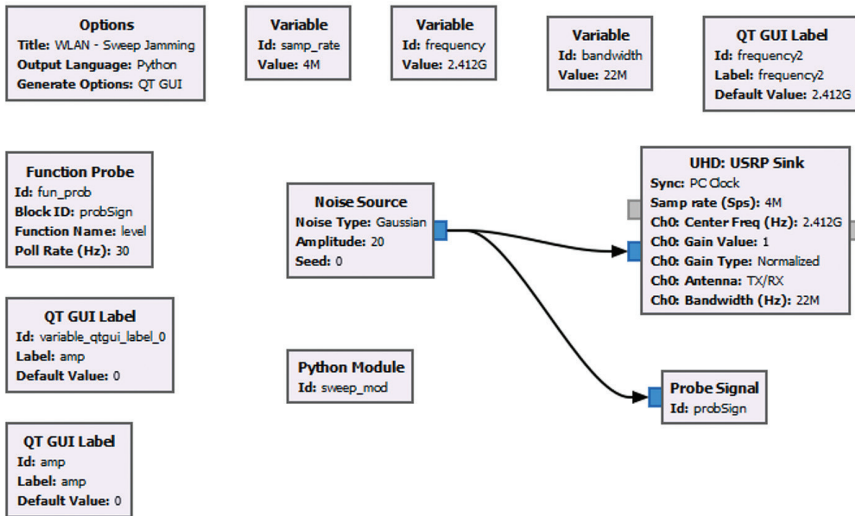 Options
Title: WLAN - Sweep Jamming
Output Language: Python
Generate Options: QT GUI
Variable
Id: samp_rate
Value: 4M
Variable
Id: frequency
Value: 2.412G
Variable
Id: bandwidth
Value: 22M
QT GUI Label
Id: frequency2
Label: frequency2
Default Value: 2.412G
Function Probe
Id: fun_prob
Block ID: probSign
Function Name: level
Poll Rate (Hz): 30
Noise Source
Noise Type: Gaussian
Amplitude: 20
Seed: 0
UHD: USRP Sink
Sync: PC Clock
Samp rate (Sps): 4M
Ch0: Center Freq (Hz): 2.412G
Ch0: Gain Value: 1
Ch0: Gain Type: Normalized
Ch0: Antenna: TX/RX
Ch0: Bandwidth (Hz): 22M
QT GUI Label
Id: variable_qtgui_label_0
Label: amp
Default Value: 0
Python Module
Id: sweep_mod
Probe Signal
Id: probSign
QT GUI Label
Id: amp
Label: amp
Default Value: 0